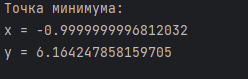 Точка минимума:
x = -0.9999999996812032
y = 6.164247858159705